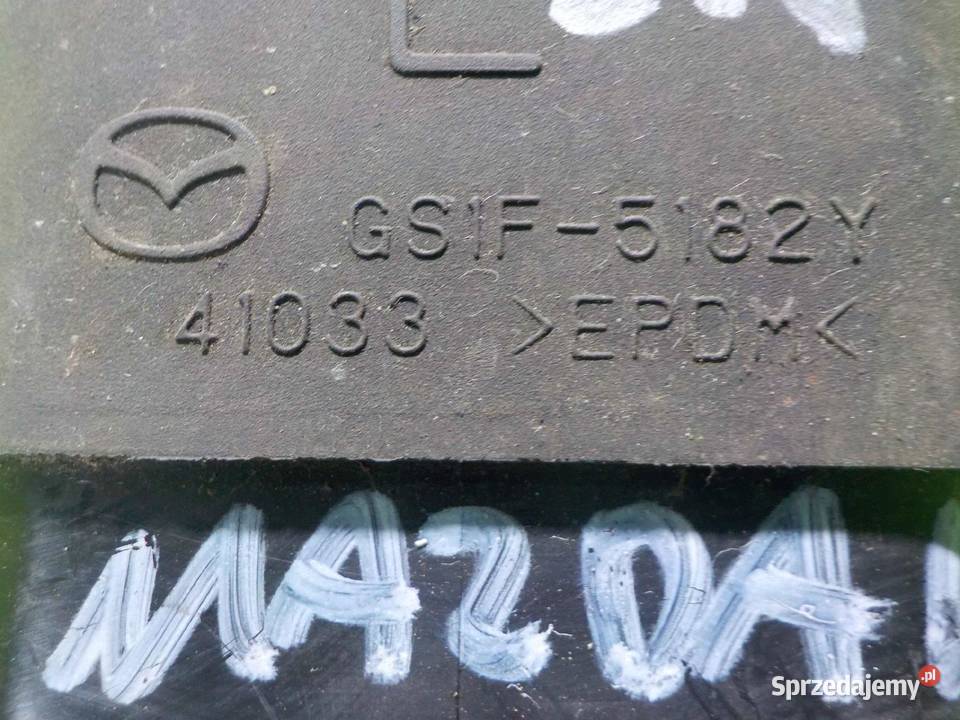 L
GS1F-5182Y
41033 >EPDM<
MAZDA
Sprzedajemy.pl